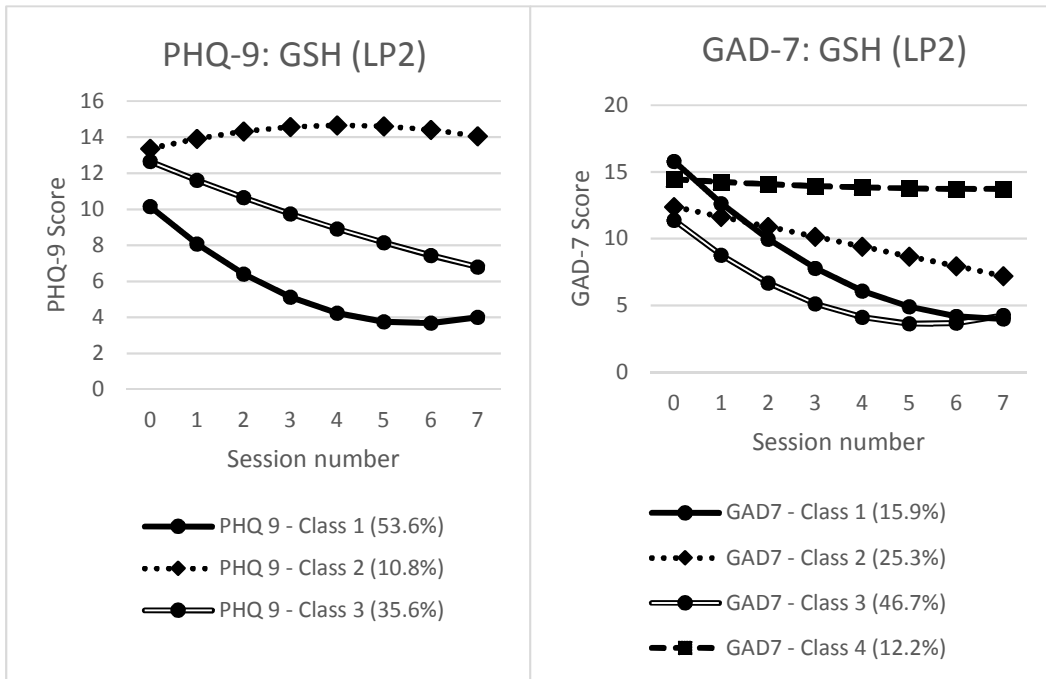 PHQ-9: GSH (LP2)
PHQ-9 Score
16
14
12
10
8
6
4
2
0
0 1 2 3 4 5 6 7
Session number
PHQ 9 - Class 1 (53.6%)
PHQ 9 - Class 2 (10.8%)
PHQ 9 - Class 3 (35.6%)
GAD-7: GSH (LP2)
GAD-7 Score
20
15
10
5
0
0 1 2 3 4 5 6 7
Session number
GAD7 - Class 1 (15.9%)
GAD7 - Class 2 (25.3%)
GAD7 - Class 3 (46.7%)
GAD7 - Class 4 (12.2%)